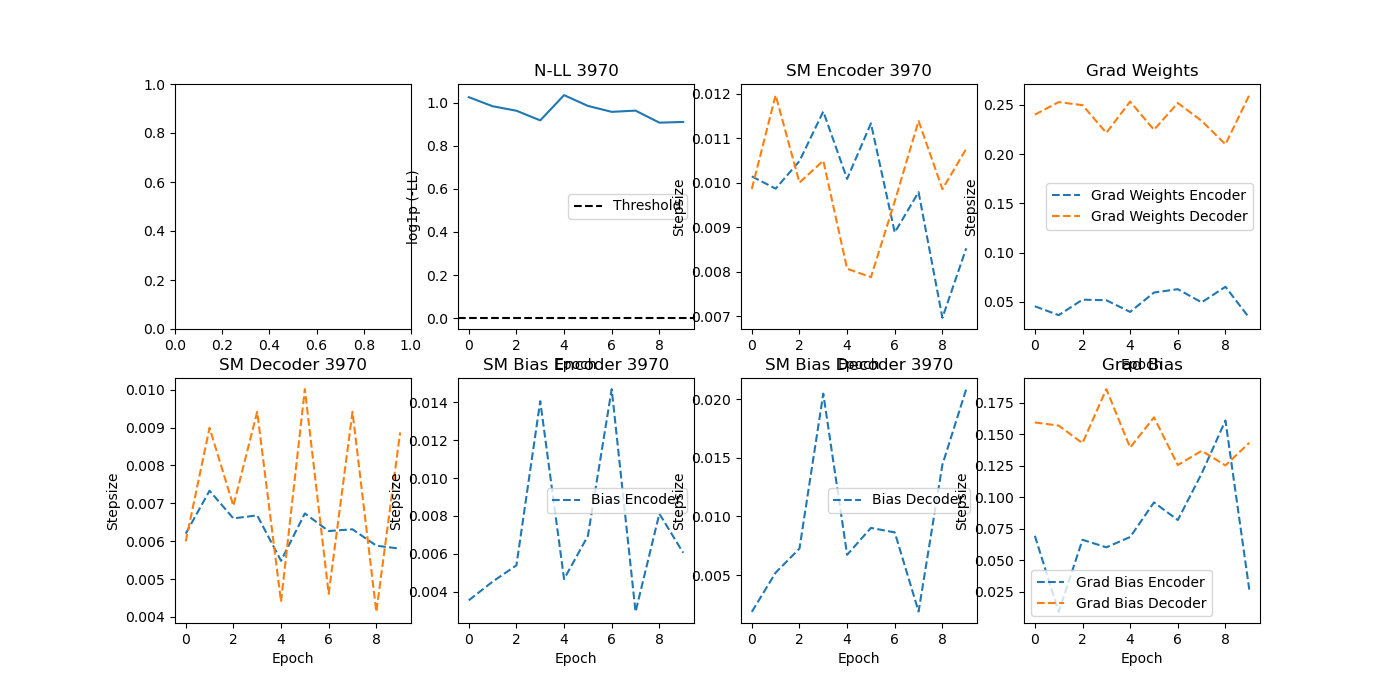 N-LL 3970
SM Encoder 3970
Grad Weights
1.0
0.8
0.6
0.4
0.2
0.0
0.0 0.2 0.4 0.6 0.8 1.0
log1p (-LL)
1.0
0.8
0.6
0.4
0.2
0.0
Threshold
0 2 4 6 8
Epoch
Stepsize
0.012
0.011
0.010
0.009
0.008
0.007
0 2 4 6 8
Epoch
Stepsize
0.25
0.20
0.15
0.10
0.05
Grad Weights Encoder
Grad Weights Decoder
0 2 4 6 8
Epoch
SM Decoder 3970
SM Bias Encoder 3970
SM Bias Decoder 3970
Grad Bias
Stepsize
0.010
0.009
0.008
0.007
0.006
0.005
0.004
0 2 4 6 8
Epoch
Stepsize
0.014
0.012
0.010
0.008
0.006
0.004
Bias Encoder
0 2 4 6 8
Epoch
Stepsize
0.020
0.015
0.010
0.005
Bias Decoder
0 2 4 6 8
Epoch
Stepsize
0.175
0.150
0.125
0.100
0.075
0.050
0.025
Grad Bias Encoder
Grad Bias Decoder
0 2 4 6 8
Epoch